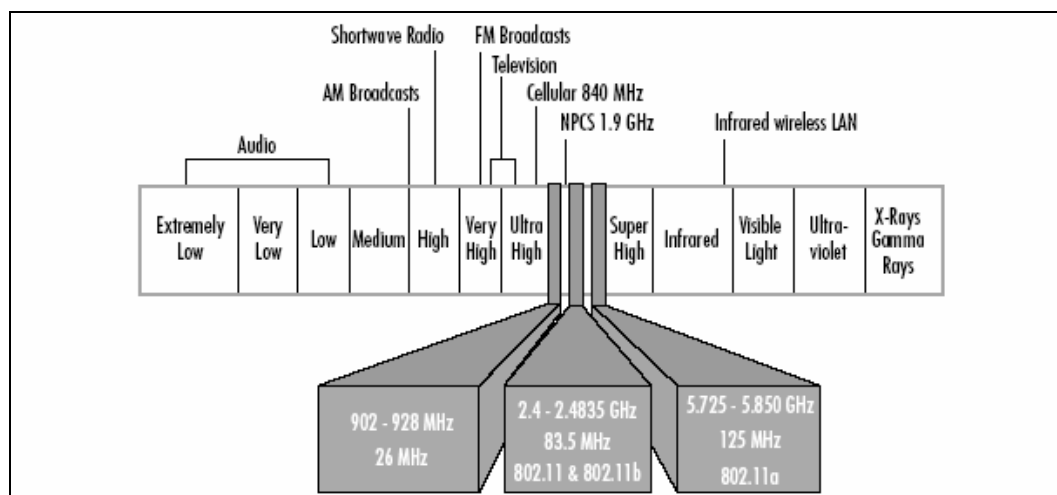 Shortwave Radio
FM Broadcasts
Television
AM Broadcasts
Cellular 840 MHz
NPCS 1.9 GHz
Infrared wireless LAN
Audio
Extremely
Low
Very
Low
Low
Medium
High
Very
High
Ultra
High
Super
High
Infrared
Visible
Light
Ultra-
violet
X-Rays
Gamma
Rays
902 - 928 MHz
26 MHz
2.4 - 2.4835 GHz
83.5 MHz
802.11 & 802.11b
5.725 - 5.850 GHz
125 MHz
802.11a